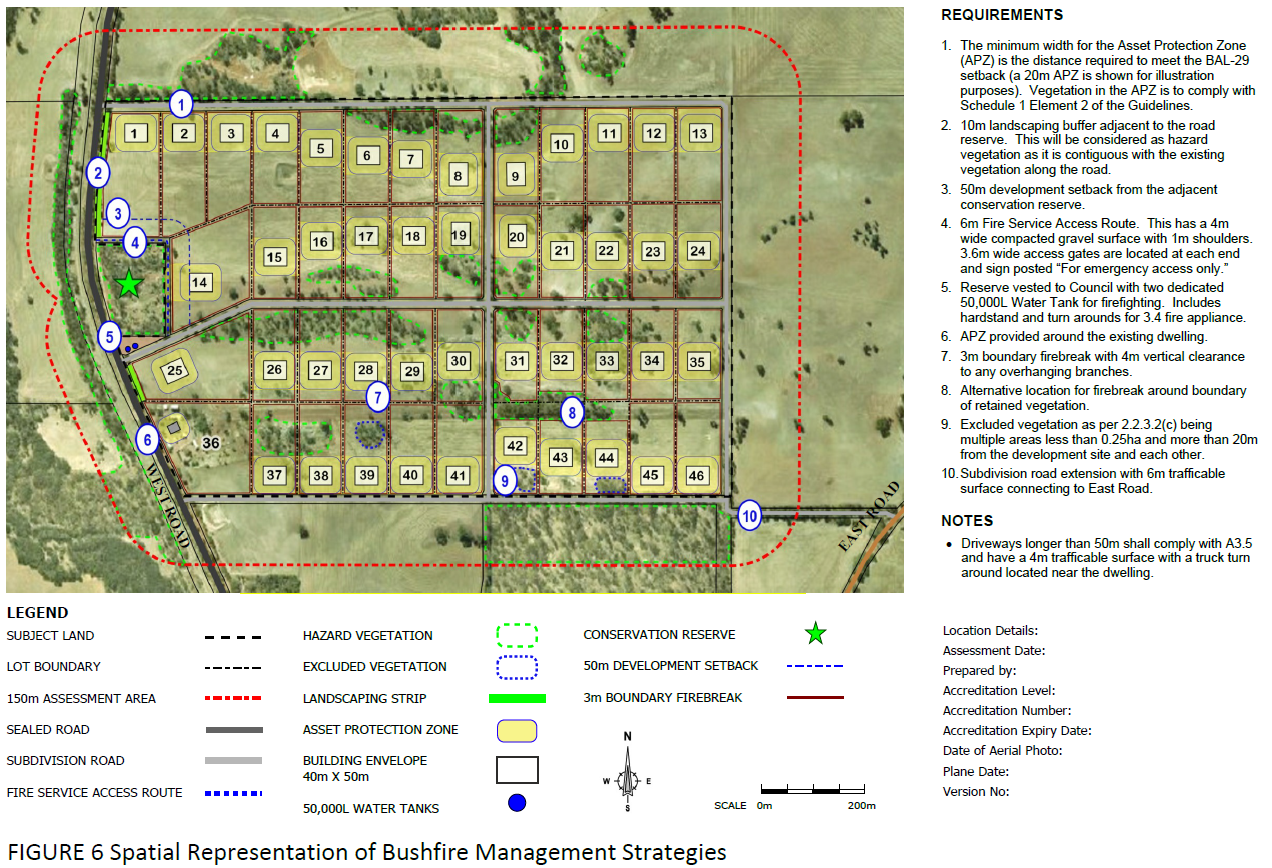 REQUIREMENTS
1. The minimum width for the Asset Protection Zone
(APZ) is the distance required to meet the BAL-29
setback (a 20m APZ is shown for illustration
purposes). Vegetation in the APZ is to comply with
Schedule 1 Element 2 of the Guidelines.
2. 10m landscaping buffer adjacent to the road
reserve. This will be considered as hazard
vegetation as it is contiguous with the existing
vegetation along the road.
3. 50m development setback from the adjacent
conservation reserve.
4. 6m Fire Service Access Route. This has a 4m
wide compacted gravel surface with 1m shoulders.
3.6m wide access gates are located at each end
and sign posted “For emergency access only.”
5. Reserve vested to Council with two dedicated
50,000L Water Tank for firefighting. Includes
hardstand and turn arounds for 3.4 fire appliance.
6. APZ provided around the existing dwelling.
7. 3m boundary firebreak with 4m vertical clearance
to any overhanging branches.
8. Alternative location for firebreak around boundary
of retained vegetation.
9. Excluded vegetation as per 2.2.3.2(c) being
multiple areas less than 0.25ha and more than 20m
from the development site and each other.
10. Subdivision road extension with 6m trafficable
surface connecting to East Road.
NOTES
• Driveways longer than 50m shall comply with A3.5
and have a 4m trafficable surface with a truck turn
around located near the dwelling.
1
1 2 3 4 5 6 7 8 9 10 11 12 13
2
3
4
14 15 16 17 18 19 20 21 22 23 24
5
25 26 27 28 29 30 31 32 33 34 35
7
8
6
36
37 38 39 40 41 42 43 44 45 46
9
10
WEST ROAD
EAST ROAD
LEGEND
SUBJECT LAND
LOT BOUNDARY
150m ASSESSMENT AREA
SEALED ROAD
SUBDIVISION ROAD
FIRE SERVICE ACCESS ROUTE
HAZARD VEGETATION
EXCLUDED VEGETATION
LANDSCAPING STRIP
ASSET PROTECTION ZONE
BUILDING ENVELOPE
40m X 50m
50,000L WATER TANKS
CONSERVATION RESERVE
50m DEVELOPMENT SETBACK
3m BOUNDARY FIREBREAK
N
W E
S
SCALE 0m 200m
Location Details:
Assessment Date:
Prepared by:
Accreditation Level:
Accreditation Number:
Accreditation Expiry Date:
Date of Aerial Photo:
Plane Date:
Version No:
FIGURE 6 Spatial Representation of Bushfire Management Strategies